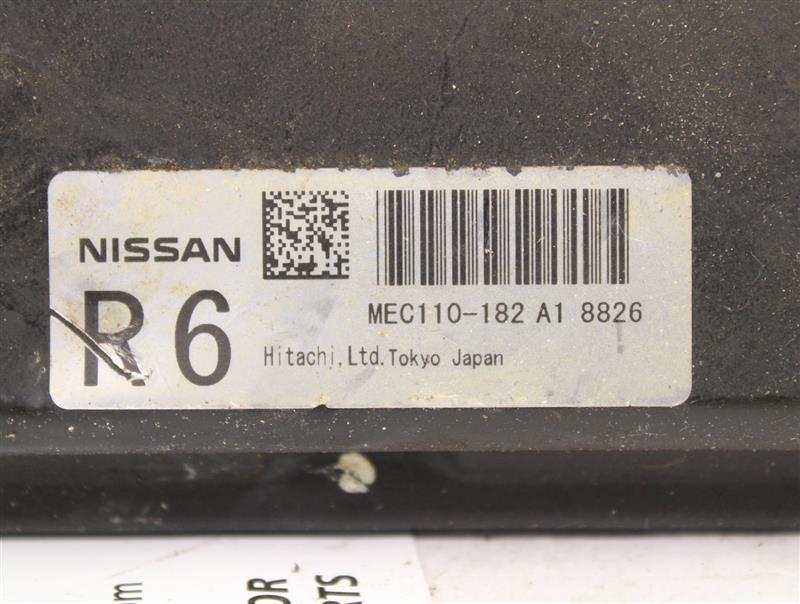 NISSAN
R6
MEC110-182 A1 8826
Hitachi,Ltd.Tokyo Japan